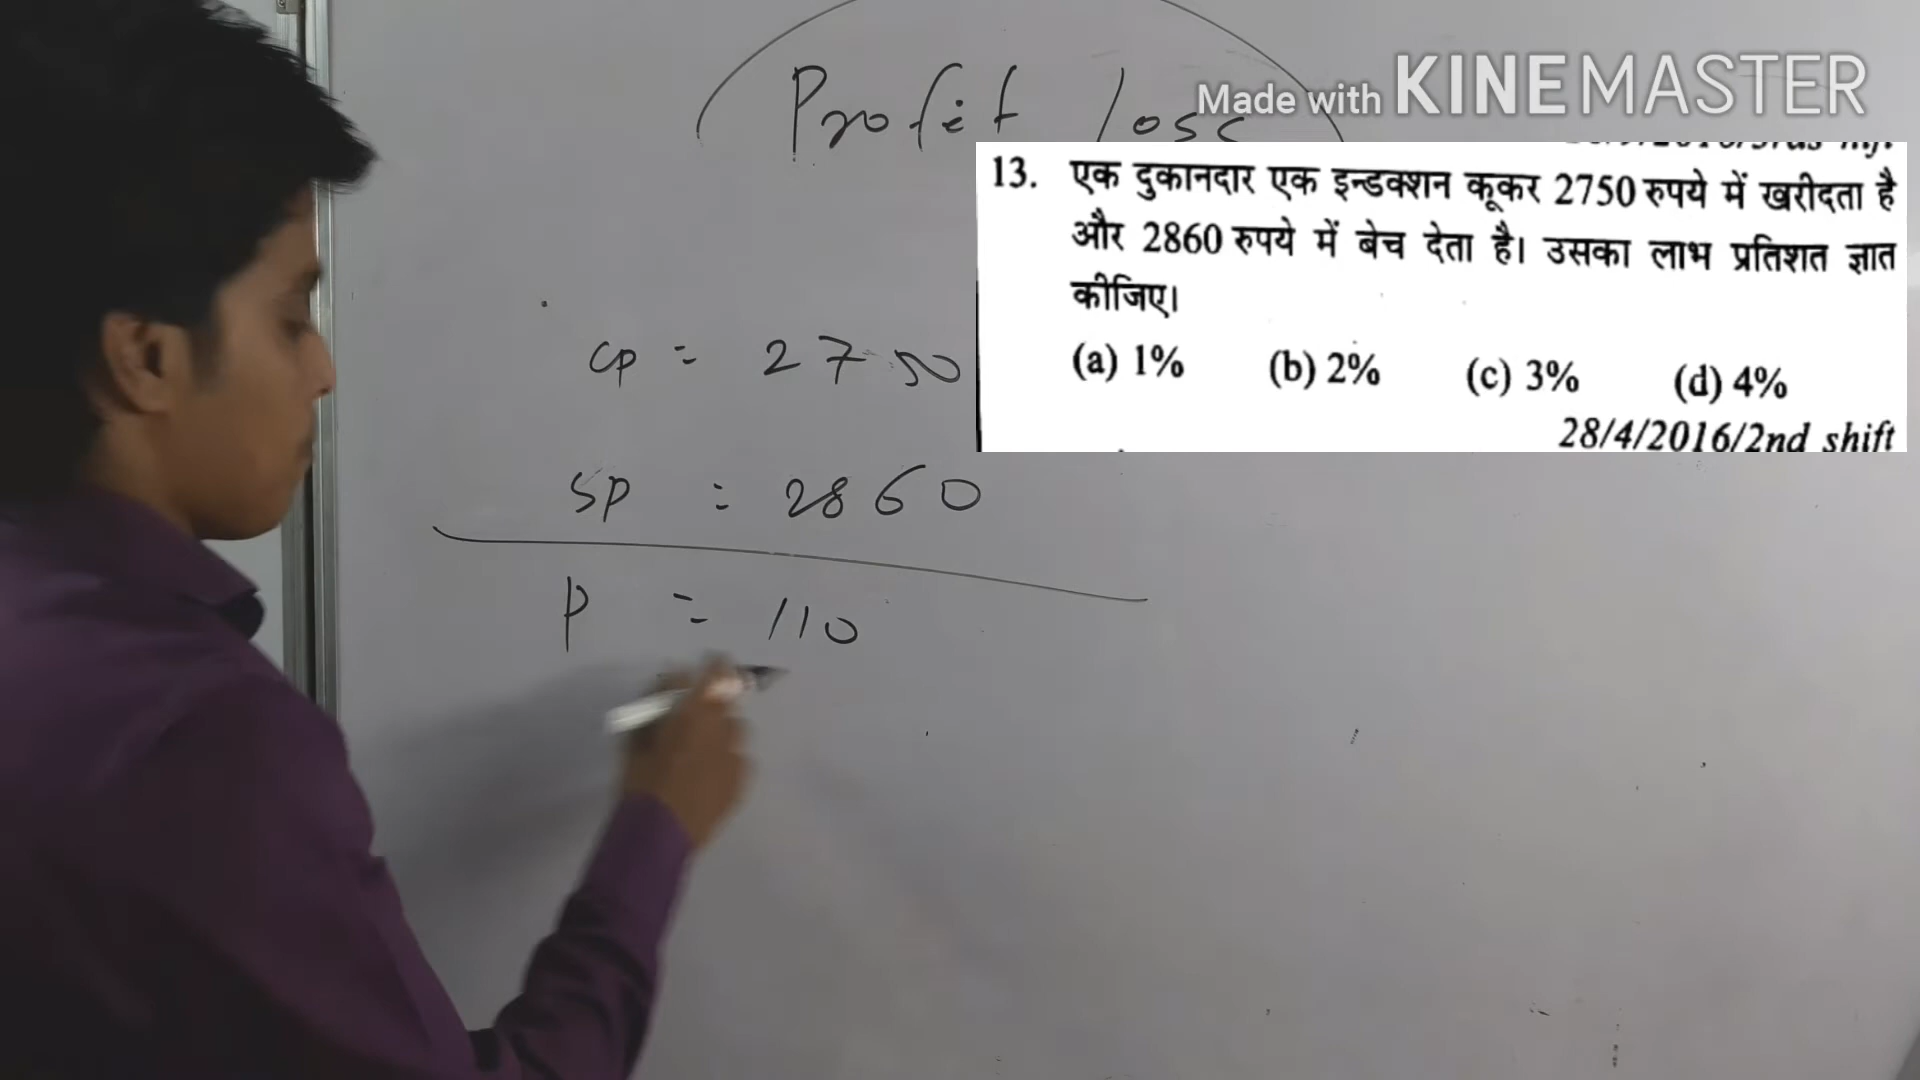 Profit loss
Made with KINEMASTER
13. एक दुकानदार एक इन्डक्शन कूकर 2750 रुपये में खरीदता है
और 2860 रुपये में बेच देता है। उसका लाभ प्रतिशत ज्ञात
कीजिए।
(a) 1% (b) 2% (c) 3% (d) 4%
28/4/2016/2nd shift
CP = 2750
SP = 2860
P = 110